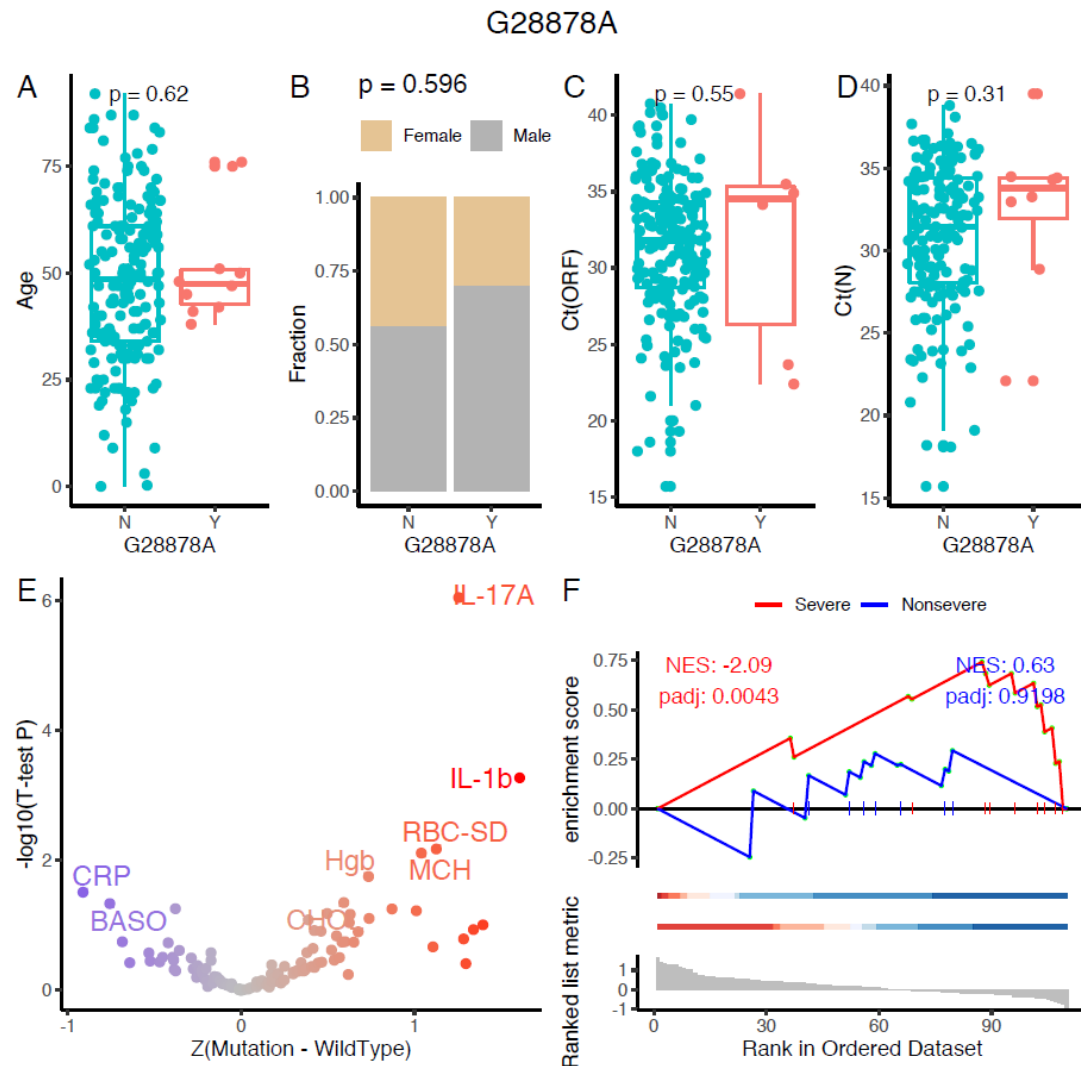 G28878A
A
p = 0.62
Age
75
50
25
0
N Y
G28878A
B
p = 0.596
Female Male
Fraction
1.00
0.75
0.50
0.25
0.00
N Y
G28878A
C
p = 0.55
Ct(ORF)
40
35
30
25
20
15
N Y
G28878A
D
p = 0.31
Ct(N)
40
35
30
25
20
15
N Y
G28878A
E
-log10(T-test P)
6
4
2
0
IL-17A
IL-1b
RBC-SD
MCH
Hgb
OHO
CRP
BASO
-1 0 1
Z(Mutation - WildType)
F
Severe Nonsevere
enrichment score
0.75
0.50
0.25
0.00
-0.25
NES: -2.09
padj: 0.0043
NES: 0.63
padj: 0.9198
Ranked list metric
1
0
-1
0 30 60 90
Rank in Ordered Dataset